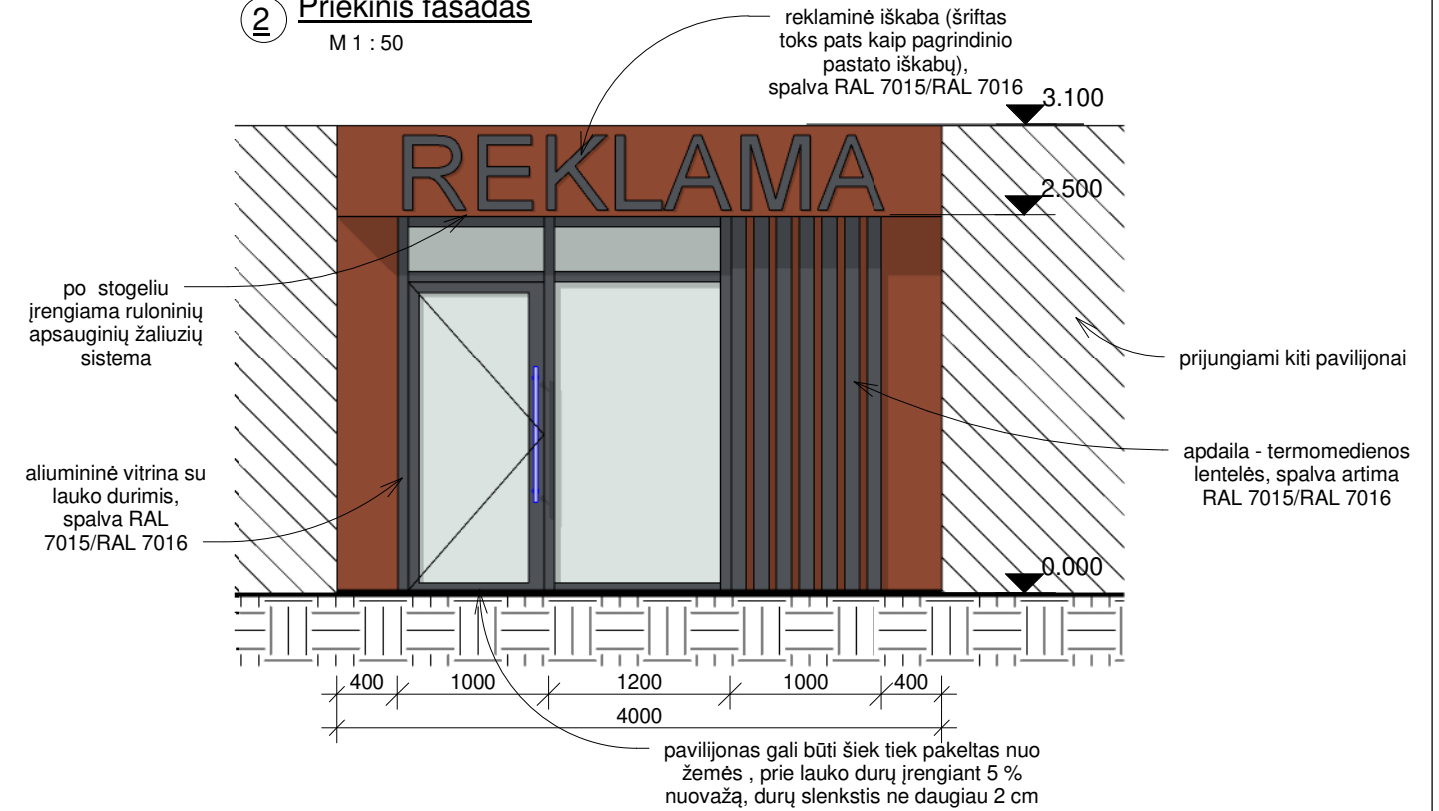 2
Priekinis fasadas
M 1 : 50
reklaminė iškaba (šriftas
toks pats kaip pagrindinio
pastato iškabų),
spalva RAL 7015/RAL 7016
3.100
REKLAMA
2.500
po stogeliu
įrengiama ruloninių
apsauginių žaliuzių
sistema
prijungiami kiti pavilijonai
apdaila - termomedienos
lentelės, spalva artima
RAL 7015/RAL 7016
aliumininė vitrina su
lauko durimis,
spalva RAL
7015/RAL 7016
0.000
400 1000 1200 1000 400
4000
pavilijonas gali būti šiek tiek pakeltas nuo
žemės , prie lauko durų įrengiant 5 %
nuovažą, durų slenkstis ne daugiau 2 cm